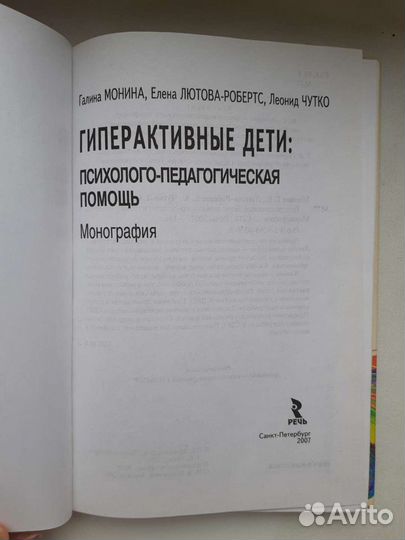 Галина МОНИНА, Елена ЛЮТОВА-РОБЕРТС, Леонид ЧУТКО
ГИПЕРАКТИВНЫЕ ДЕТИ:
ПСИХОЛОГО-ПЕДАГОГИЧЕСКАЯ
ПОМОЩЬ
Монография
РЕЧЬ
Санкт-Петербург
2007
Avito